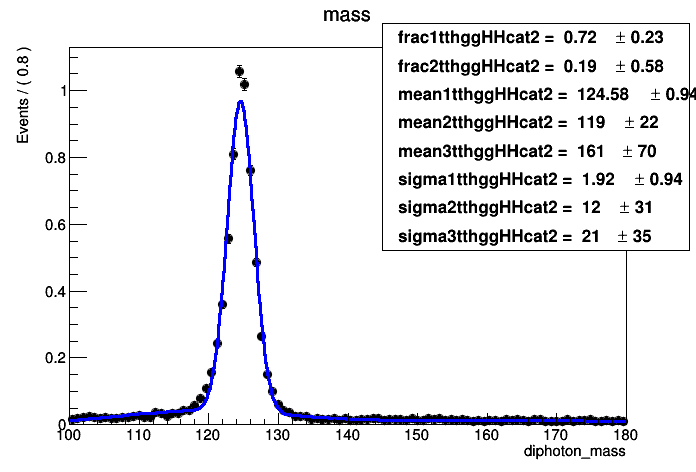 mass
frac1tthggHHcat2 = 0.72 ± 0.23
frac2tthggHHcat2 = 0.19 ± 0.58
mean1tthggHHcat2 = 124.58 ± 0.94
mean2tthggHHcat2 = 119 ± 22
mean3tthggHHcat2 = 161 ± 70
sigma1tthggHHcat2 = 1.92 ± 0.94
sigma2tthggHHcat2 = 12 ± 31
sigma3tthggHHcat2 = 21 ± 35
Events / ( 0.8 )
1
0.8
0.6
0.4
0.2
0
100 110 120 130 140 150 160 170 180
diphoton_mass